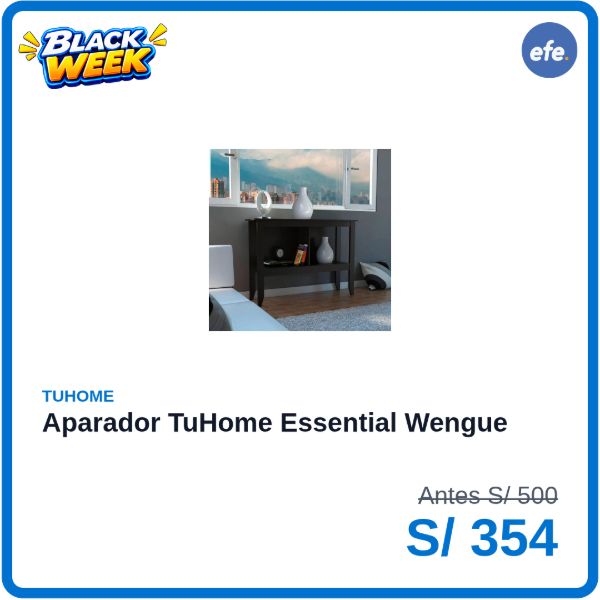 BLACK
WEEK
efe.
TUHOME
Aparador TuHome Essential Wengue
Antes S/ 500
S/ 354